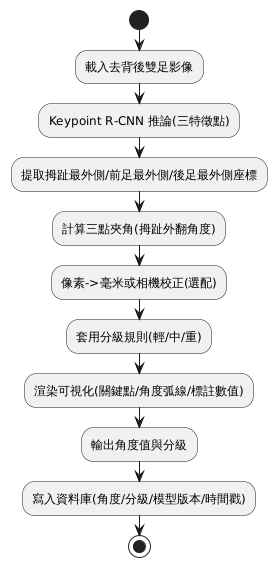 載入去背後雙足影像
Keypoint R-CNN 推論(三特徵點)
提取拇趾最外側/前足最外側/後足最外側座標
計算三點夾角(拇趾外翻角度)
像素->毫米或相機校正(選配)
套用分級規則(輕/中/重)
渲染可視化(關鍵點/角度弧線/標註數值)
輸出角度值與分級
寫入資料庫(角度/分級/模型版本/時間戳)